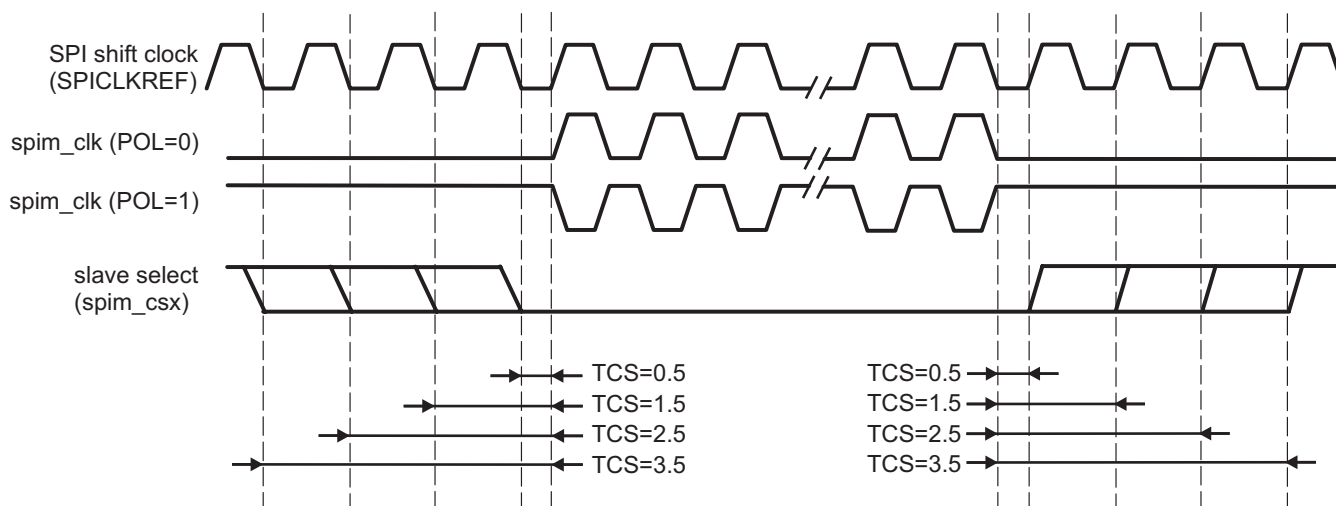 SPI shift clock
(SPICLKREF)
spim_clk (POL=0)
spim_clk (POL=1)
slave select
(spim_csx)
TCS=0.5
TCS=1.5
TCS=2.5
TCS=3.5
TCS=0.5
TCS=1.5
TCS=2.5
TCS=3.5